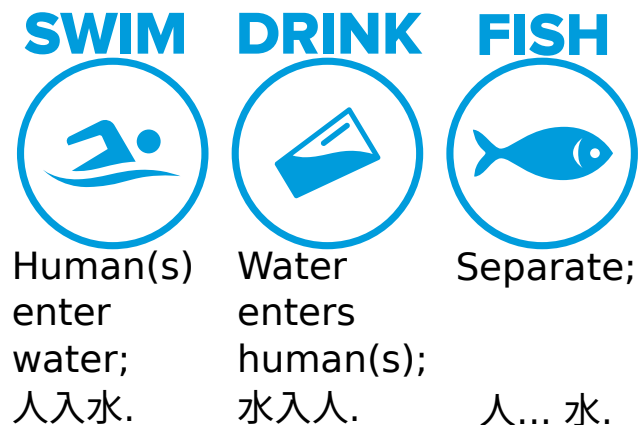 SWIM DRINK FISH
Human(s)
enter
water;
人入水.
Water
enters
human(s);
水入人.
Separate;
人... 水.